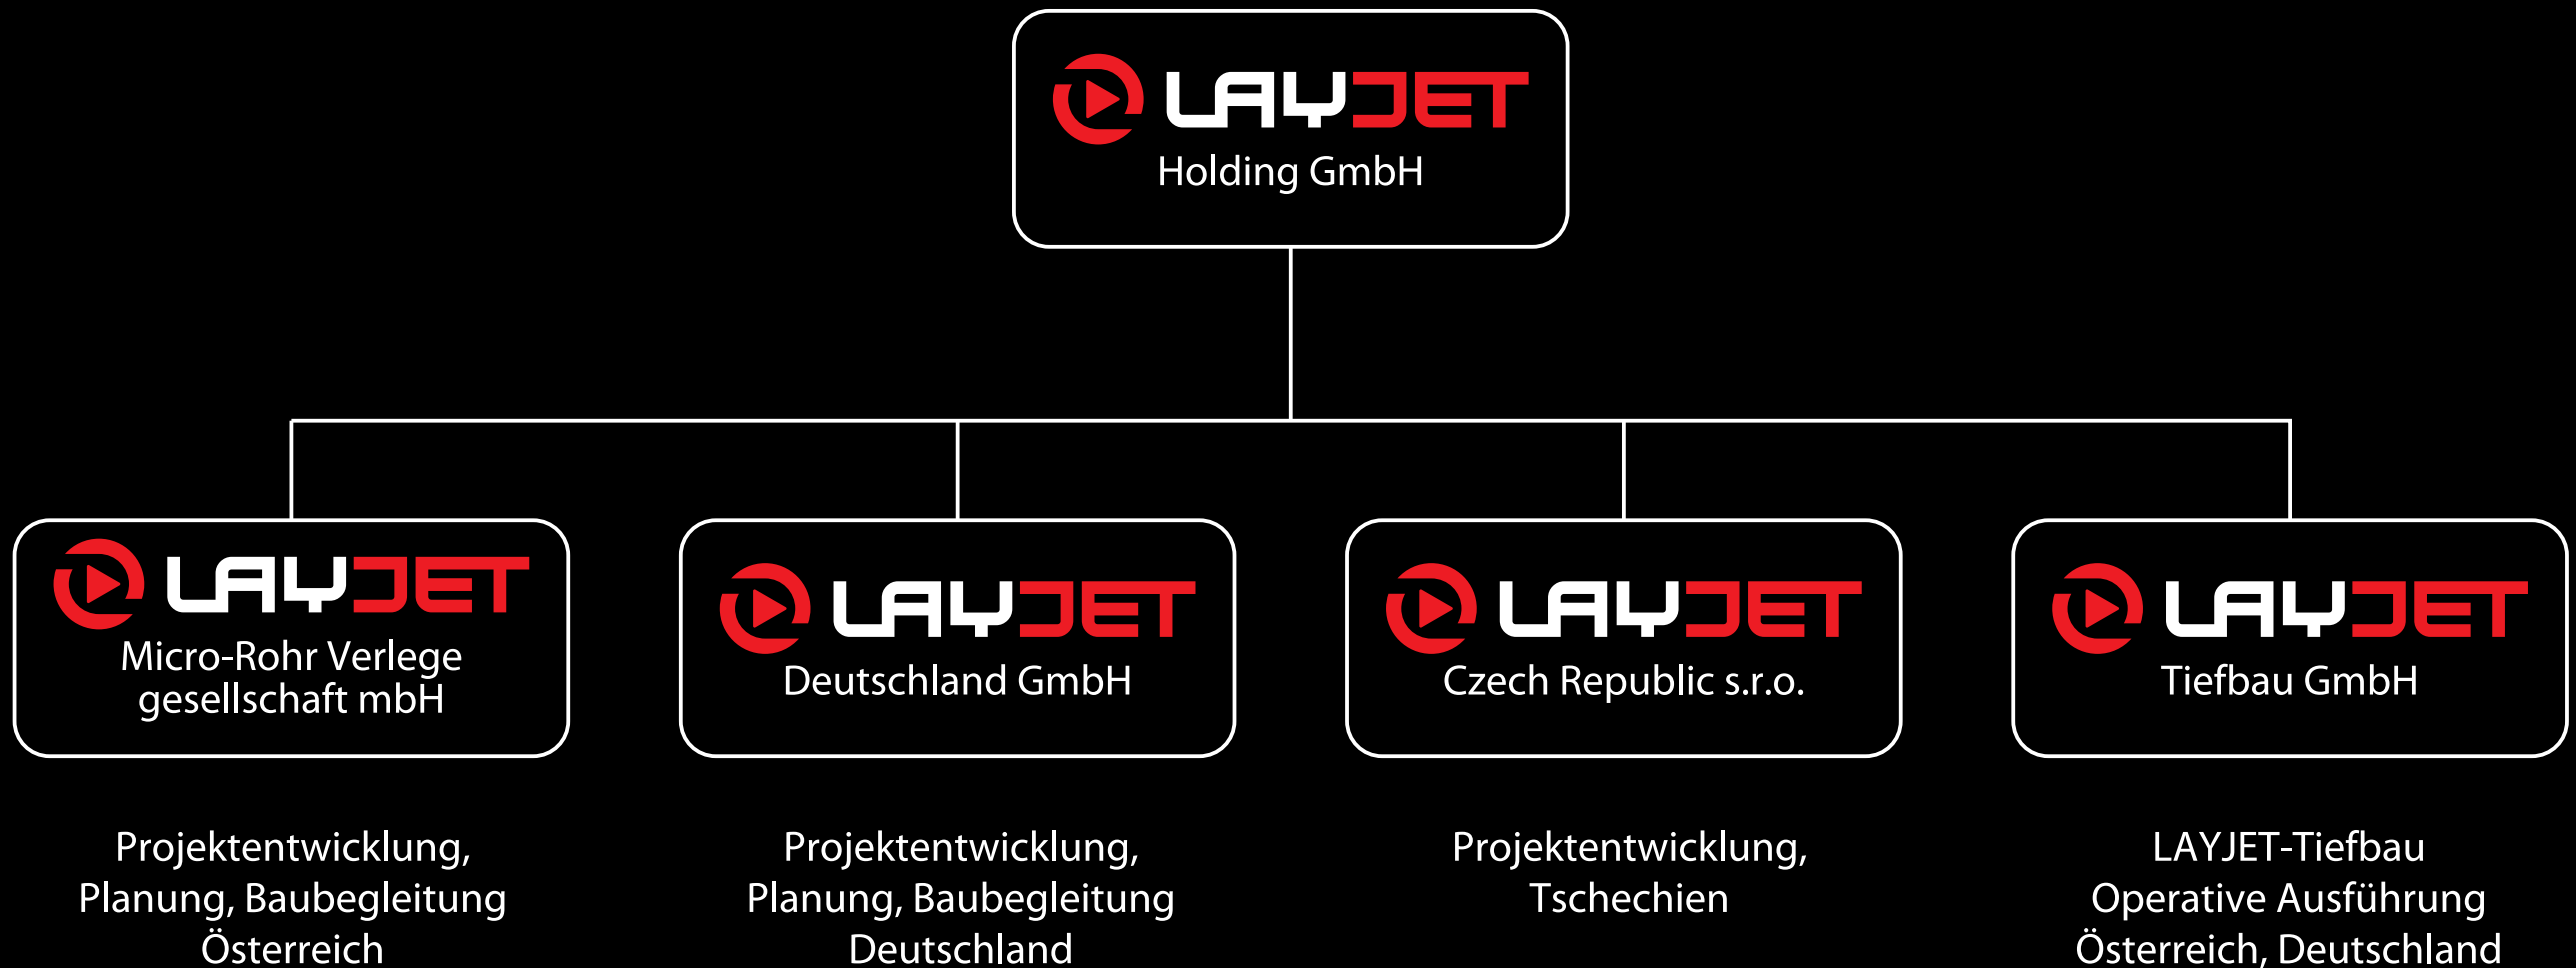 LAYJET
Holding GmbH
LAYJET
Micro-Rohr Verlege
gesellschaft mbH
LAYJET
Deutschland GmbH
LAYJET
Czech Republic s.r.o.
LAYJET
Tiefbau GmbH
Projektentwicklung,
Planung, Baubegleitung
Österreich
Projektentwicklung,
Planung, Baubegleitung
Deutschland
Projektentwicklung,
Tschechien
LAYJET-Tiefbau
Operative Ausführung
Österreich, Deutschland